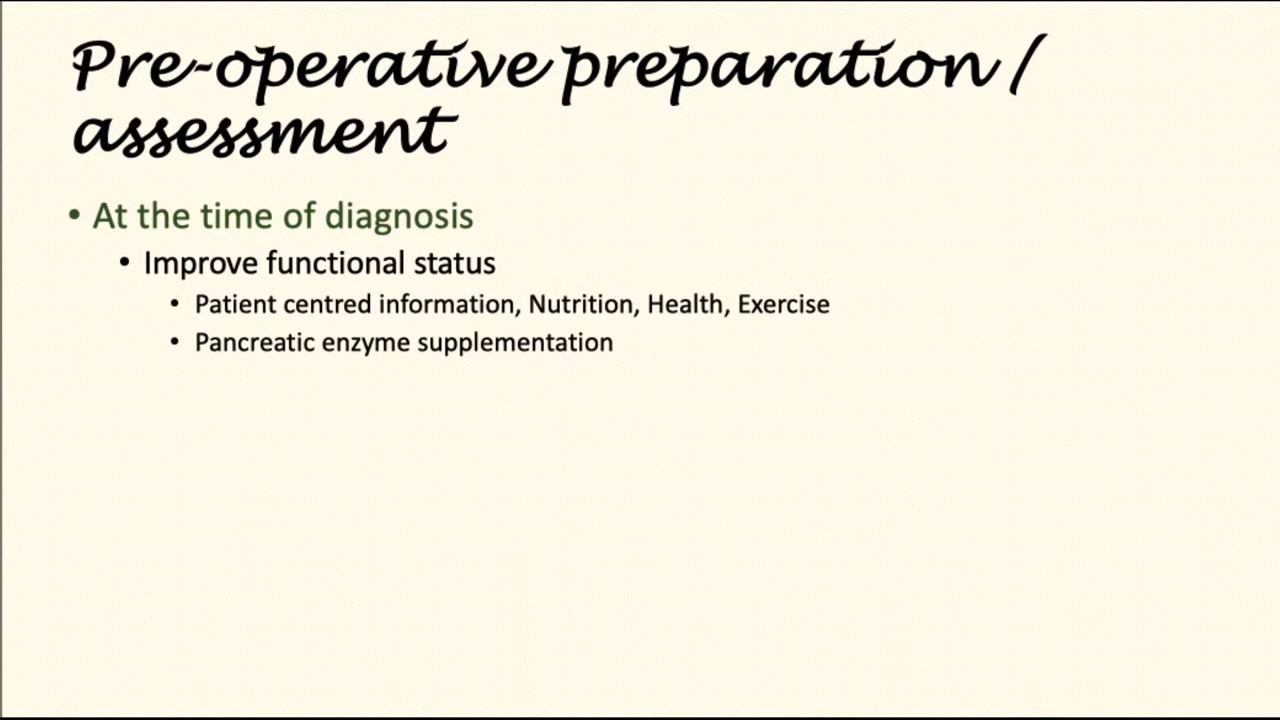 Pre-operative preparation /
assessment
• At the time of diagnosis
• Improve functional status
• Patient centred information, Nutrition, Health, Exercise
• Pancreatic enzyme supplementation